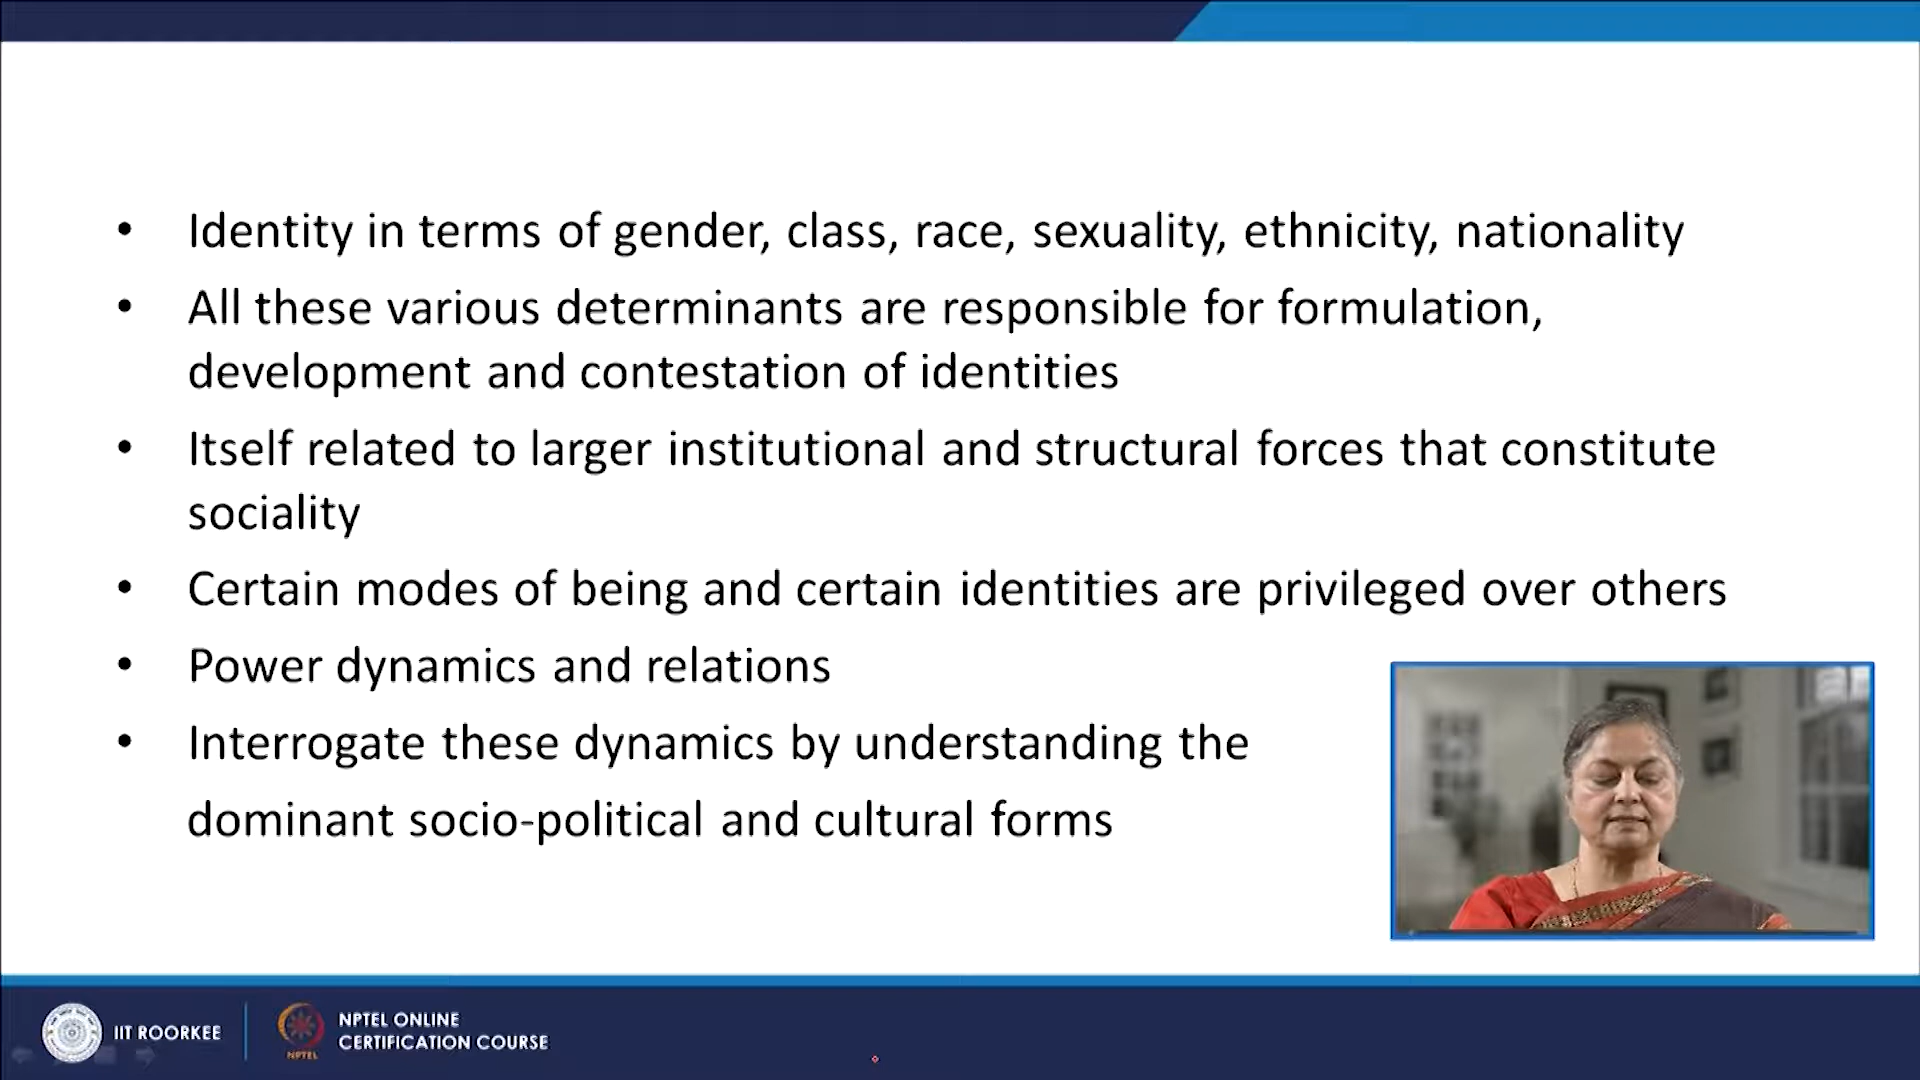 • Identity in terms of gender, class, race, sexuality, ethnicity, nationality
• All these various determinants are responsible for formulation,
development and contestation of identities
• Itself related to larger institutional and structural forces that constitute
sociality
• Certain modes of being and certain identities are privileged over others
• Power dynamics and relations
• Interrogate these dynamics by understanding the
dominant socio-political and cultural forms
IIT ROORKEE
NPTEL
NPTEL ONLINE
CERTIFICATION COURSE